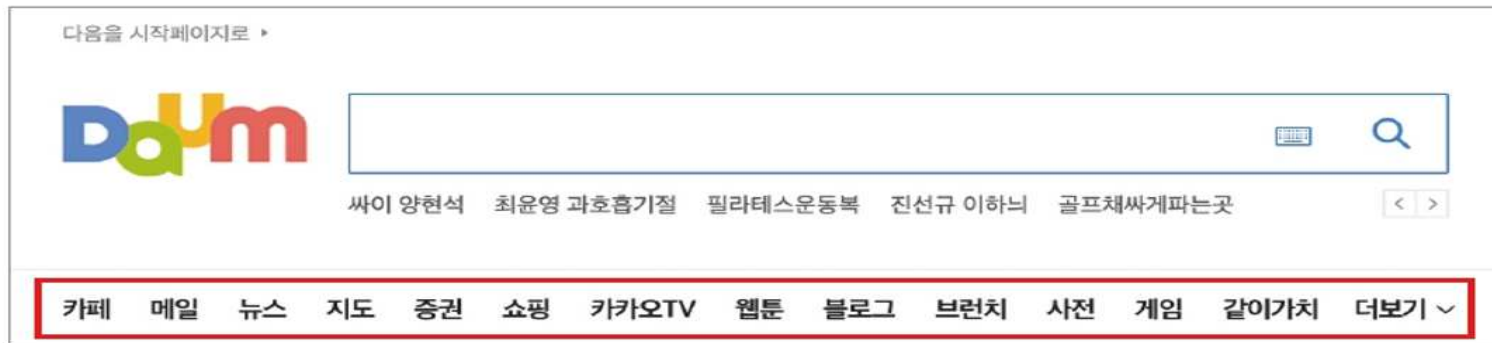 다음을 시작페이지로 ▸
Daum
싸이 양현석 최윤영 과호흡기절 필라테스운동복 진선규 이하늬 골프채싸게파는곳 < >
카페 메일 뉴스 지도 증권 쇼핑 카카오TV 웹툰 블로그 브런치 사전 게임 같이가치 더보기